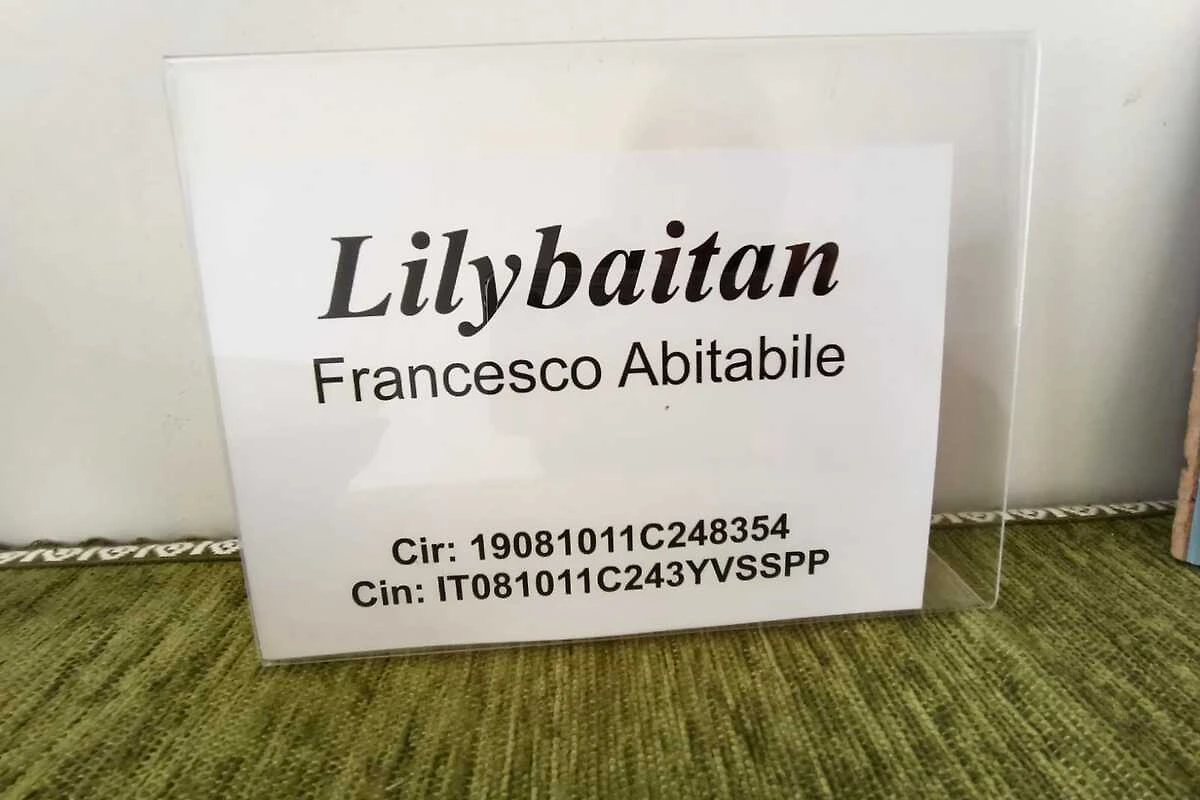 Lilybaitan
Francesco Abitabile
Cir: 19081011C248354
Cin: IT081011C243YVSSPP